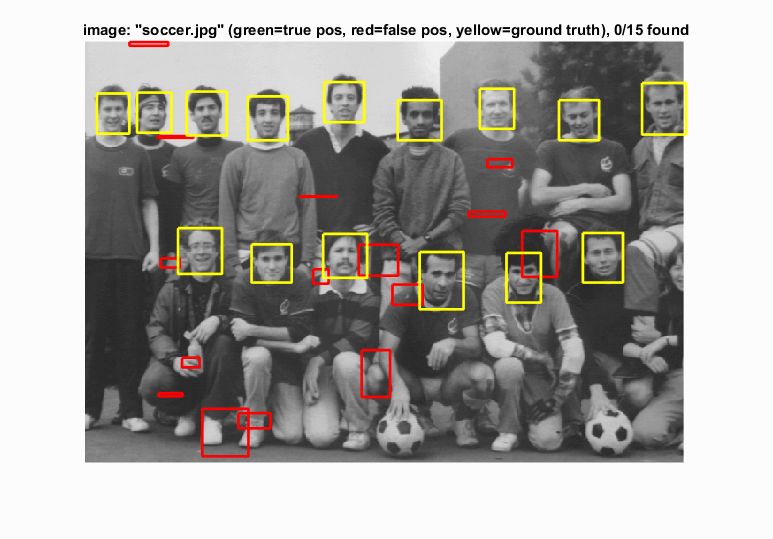 image: "soccer.jpg" (green=true pos, red=false pos, yellow=ground truth), 0/15 found